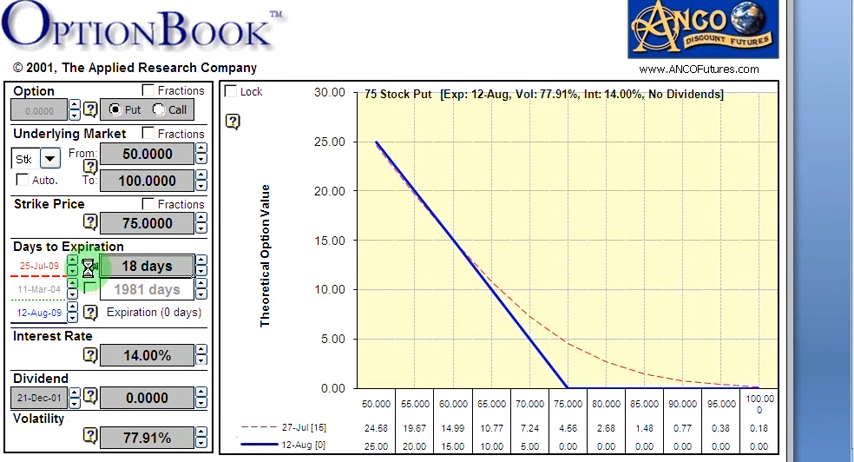 OPTIONBOOK™
ANCO
DISCOUNT FUTURES
© 2001, The Applied Research Company
www.ANCOFutures.com
Option
Fractions
0.0000
?
Put
Call
Underlying Market
Fractions
Stk
From:
50.0000
?
Auto.
To:
100.0000
Strike Price
Fractions
?
75.0000
Days to Expiration
25-Jul-09
18 days
11-Mar-04
1981 days
12-Aug-09
?
Expiration (0 days)
Interest Rate
?
14.00%
Dividend
21-Dec-01
?
0.0000
Volatility
?
77.91%
Lock
?
75 Stock Put [Exp: 12-Aug, Vol: 77.91%, Int: 14.00%, No Dividends]
Theoretical Option Value
30.00
25.00
20.00
15.00
10.00
5.00
0.00
50.000 55.000 60.000 65.000 70.000 75.000 80.000 85.000 90.000 95.000 100.00
0
27-Jul [15] 24.58 19.67 14.99 10.77 7.24 4.56 2.68 1.48 0.77 0.38 0.18
12-Aug [0] 25.00 20.00 15.00 10.00 5.00 0.00 0.00 0.00 0.00 0.00 0.00